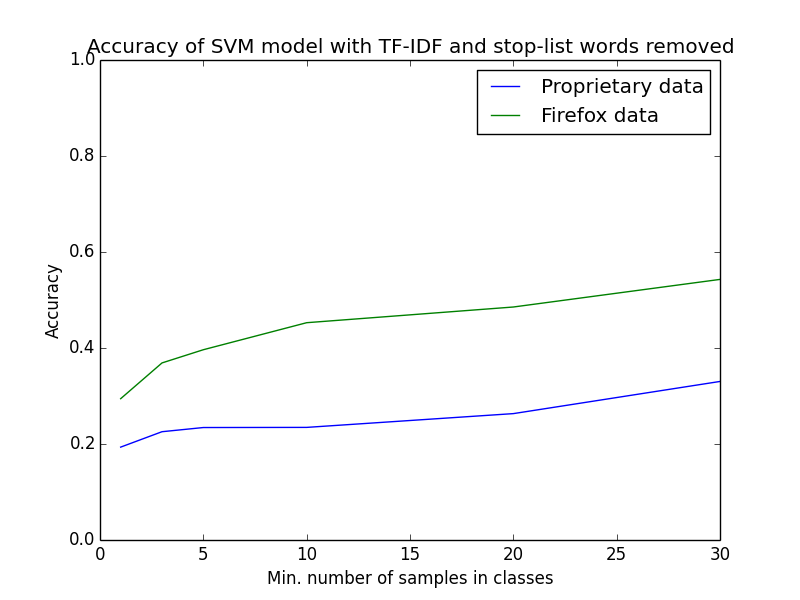 Accuracy of SVM model with TF-IDF and stop-list words removed
1.0
Proprietary data
Firefox data
0.8
0.6
Accuracy
0.4
0.2
0.0
0 5 10 15 20 25 30
Min. number of samples in classes